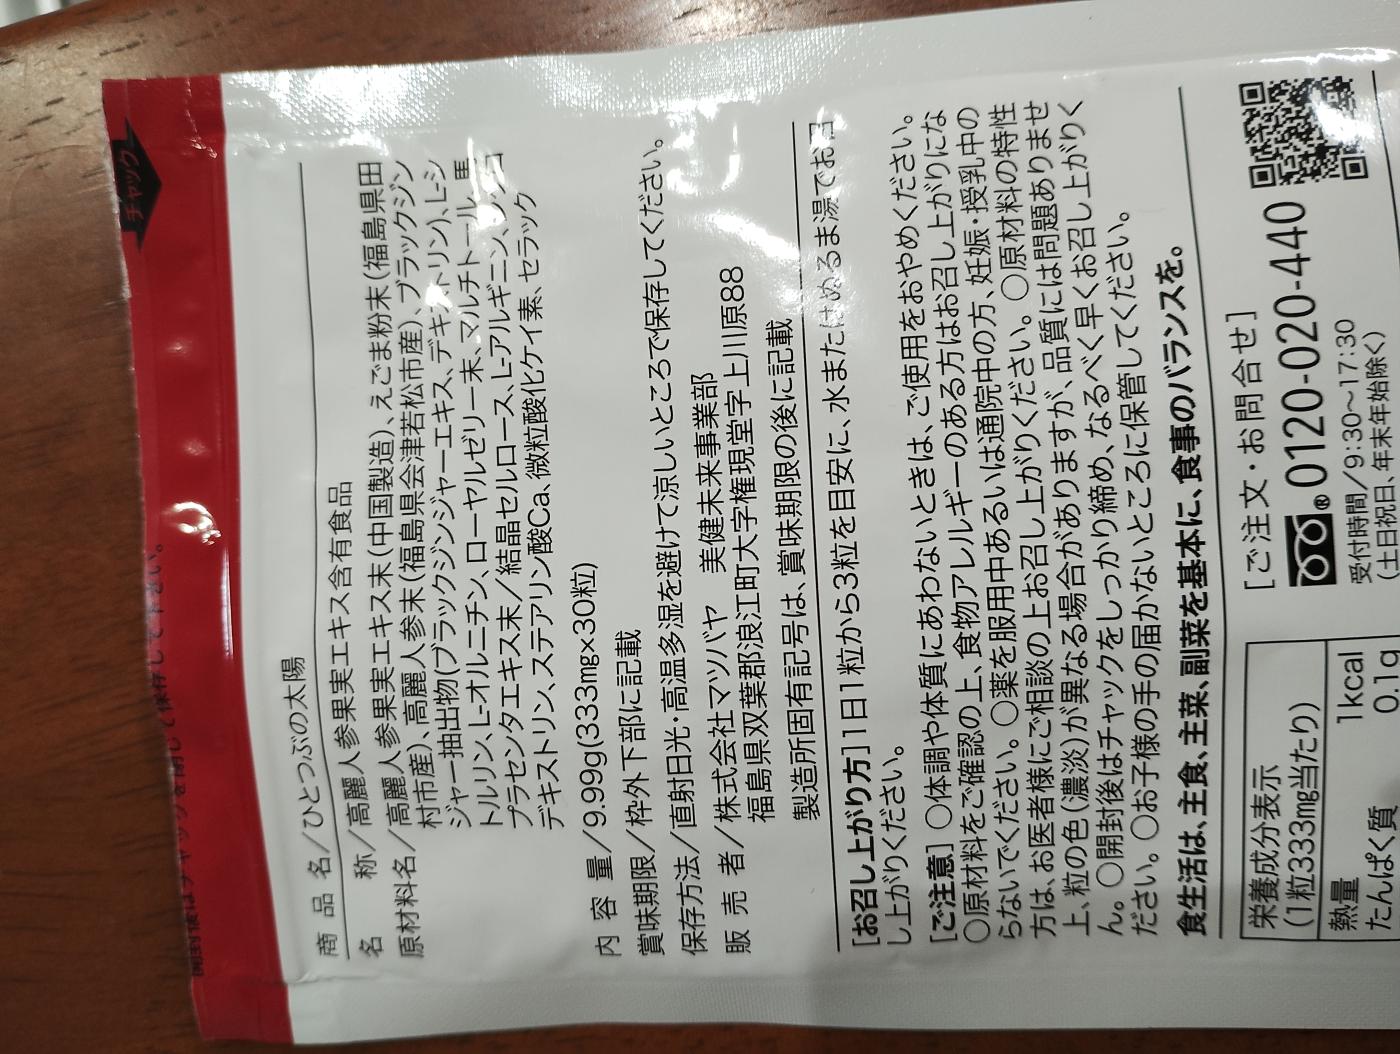 チャック
開封後はチャックを閉めて保存して下さい。
商品名/ひとつぶの太陽
名称/高麗人参果実エキス含有食品
原材料名/高麗人参果実エキス末(中国製造)、えごま粉末(福島県田
村市産)、高麗人参末(福島県会津若松市産)、ブラックジン
ジャー抽出物(ブラックジンジャーエキス、デキストリン)、L-シ
トルリン、L-オルニチン、ローヤルゼリー末、マルチトール、馬
プラセンタエキス末/結晶セルロース、L-アルギニン、シクロ
デキストリン、ステアリン酸Ca、微粒酸化ケイ素、セラック
内容量/9.99g(333mg×30粒)
賞味期限/枠外下部に記載
保存方法/直射日光・高温多湿を避けて涼しいところで保存してください。
販売者/株式会社マツバヤ 美健未来事業部
福島県双葉郡浪江町大字権現堂字上川原88
製造所固有記号は、賞味期限の後に記載
[お召し上がり方]1日1粒から3粒を目安に、水またはぬるま湯でお召
し上がりください。
[ご注意]○体調や体質にあわないときは、ご使用をおやめください。
○原材料をご確認の上、食物アレルギーのある方はお召し上がりにな
らないでください。○薬を服用中あるいは通院中の方、妊娠・授乳中の
方は、お医者様にご相談の上お召し上がりください。○原材料の特性
上、粒の色(濃淡)が異なる場合がありますが、品質には問題ありませ
ん。○開封後はチャックをしっかり締め、なるべく早くお召し上がりく
ださい。○お子様の手の届かないところに保管してください。
食生活は、主食、主菜、副菜を基本に、食事のバランスを。
栄養成分表示
(1粒333mg当たり)
熱量 1kcal
たんぱく質 0.1g
[ご注文・お問合せ]
®0120-020-440
受付時間/9:30～17:30
(土日祝日、年末年始除く)